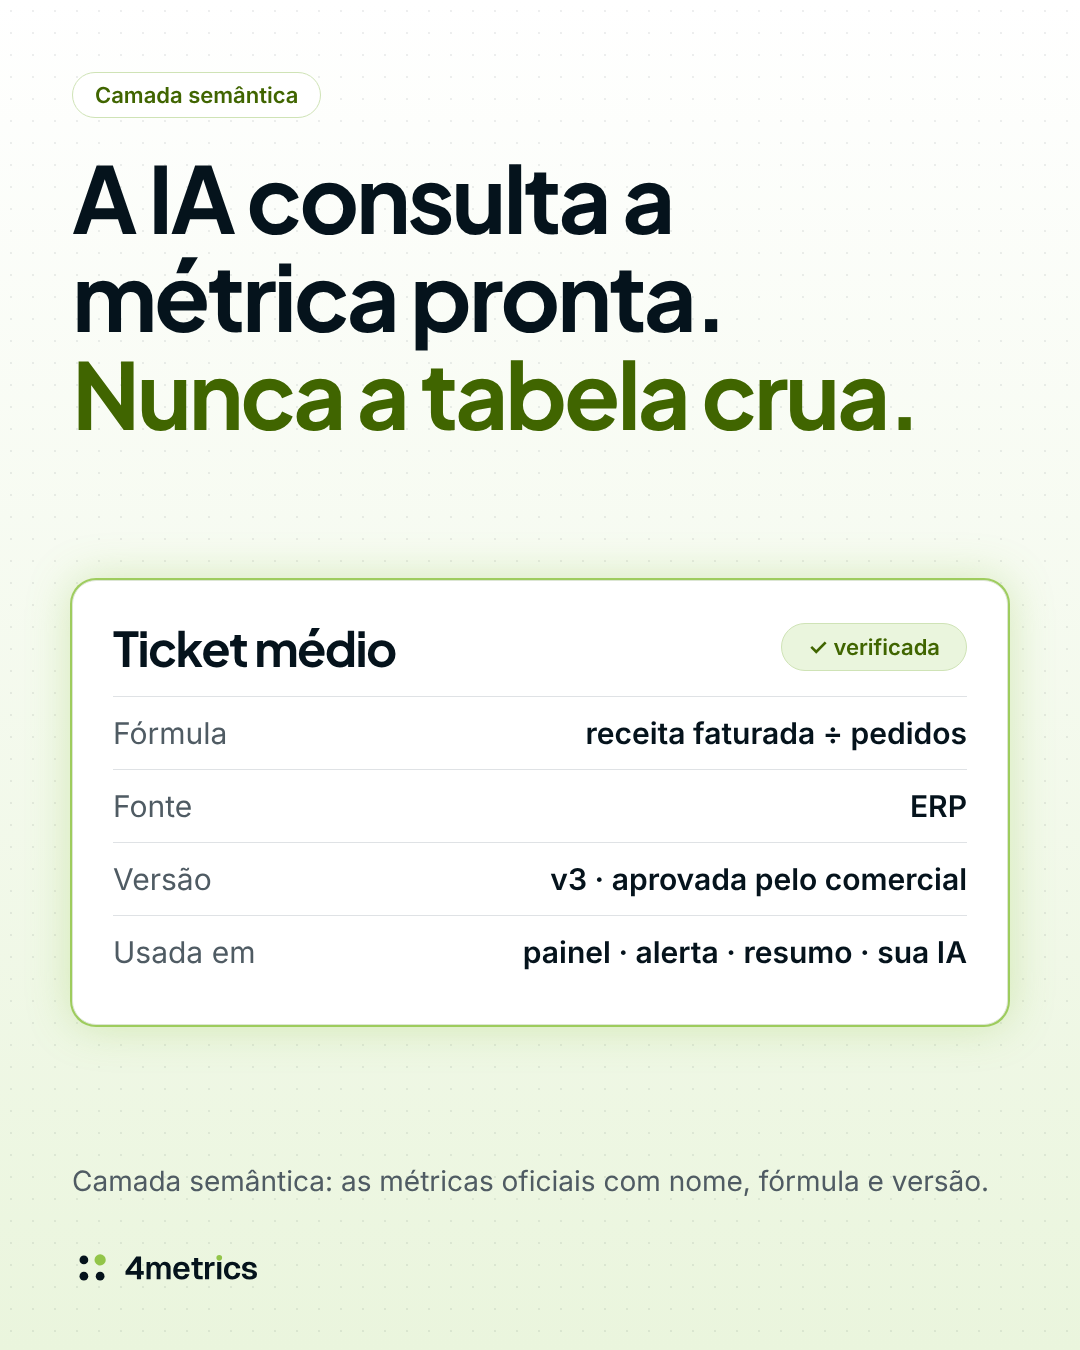 Camada semântica
A IA consulta a
métrica pronta.
Nunca a tabela crua.
Ticket médio
✓ verificada
Fórmula receita faturada ÷ pedidos
Fonte ERP
Versão v3 · aprovada pelo comercial
Usada em painel · alerta · resumo · sua IA
Camada semântica: as métricas oficiais com nome, fórmula e versão.
4metrics